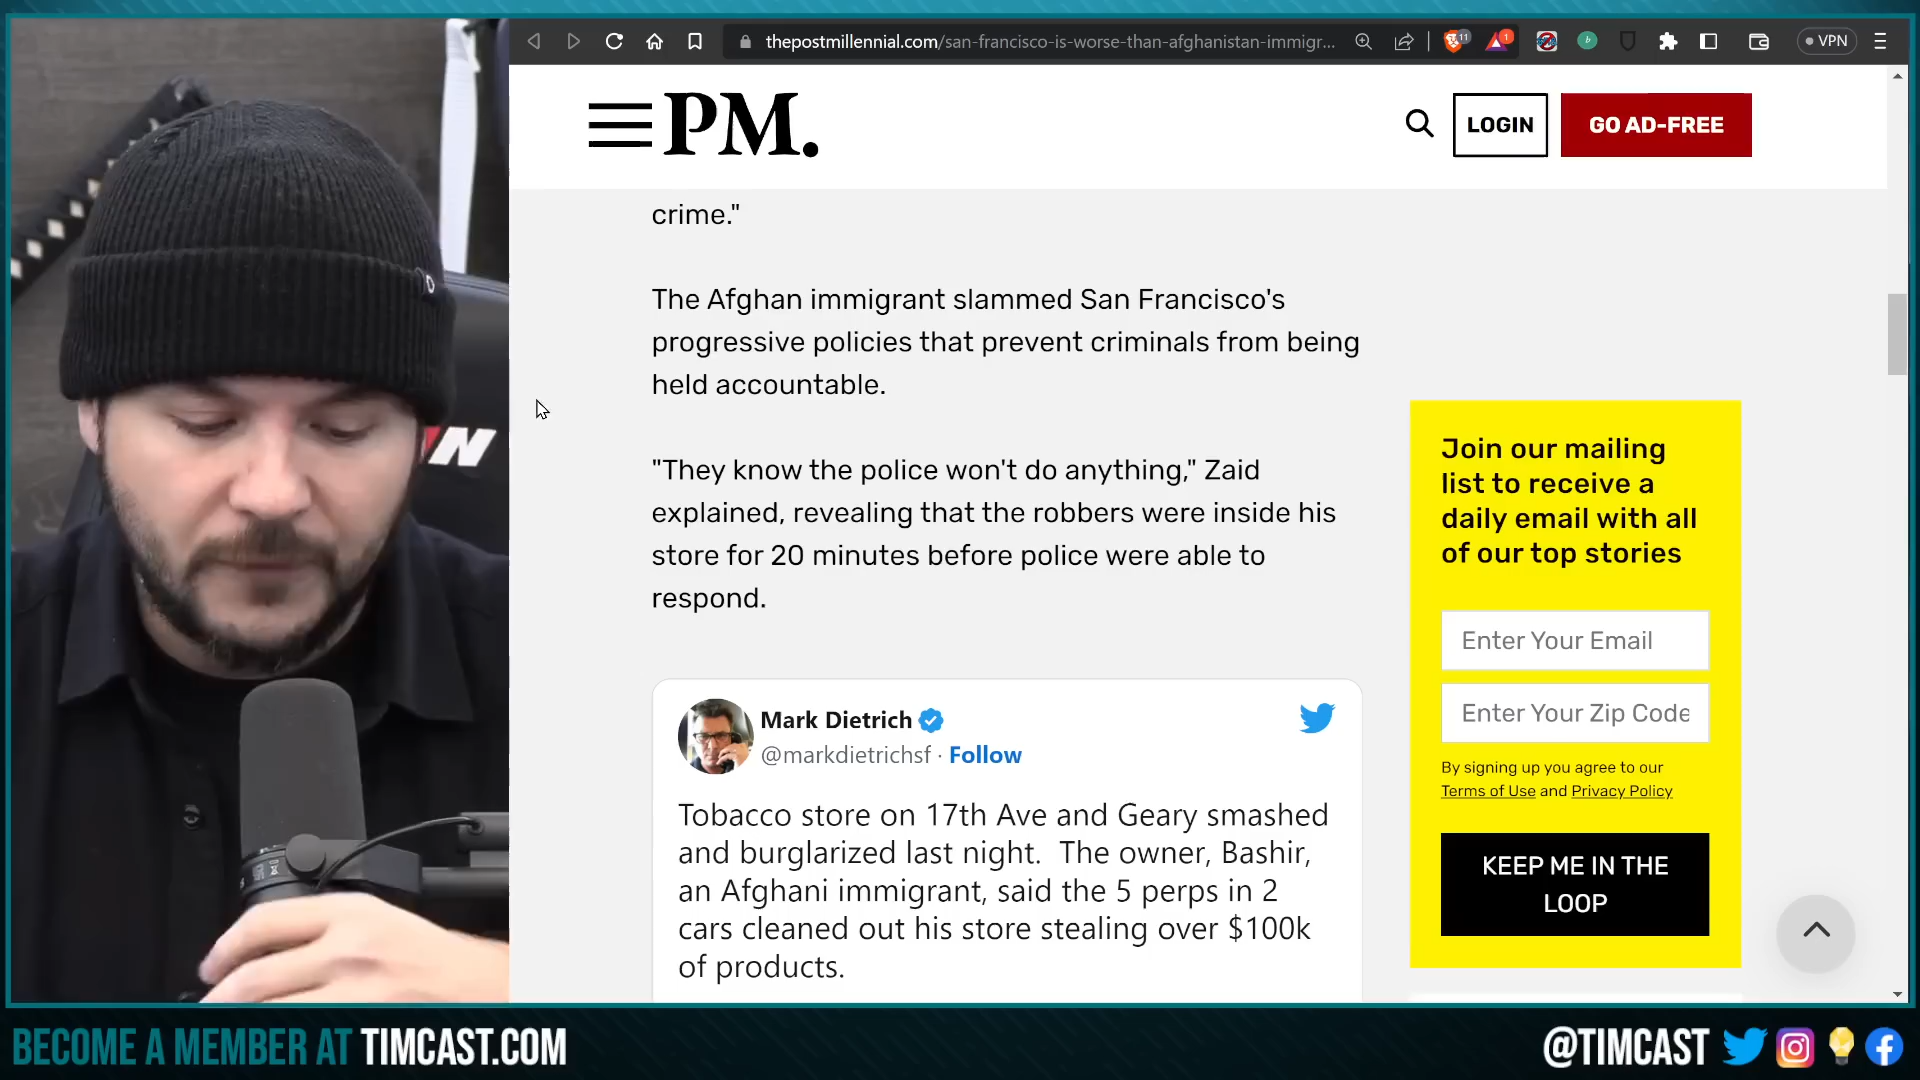 thepostmillennial.com/san-francisco-is-worse-than-afghanistan-immigr...
11
1
VPN
PM.
LOGIN
GO AD-FREE
crime."
The Afghan immigrant slammed San Francisco's
progressive policies that prevent criminals from being
held accountable.
"They know the police won't do anything," Zaid
explained, revealing that the robbers were inside his
store for 20 minutes before police were able to
respond.
Mark Dietrich
@markdietrichsf · Follow
Tobacco store on 17th Ave and Geary smashed
and burglarized last night. The owner, Bashir,
an Afghani immigrant, said the 5 perps in 2
cars cleaned out his store stealing over $100k
of products.
Join our mailing
list to receive a
daily email with all
of our top stories
Enter Your Email
Enter Your Zip Code
By signing up you agree to our
Terms of Use and Privacy Policy
KEEP ME IN THE
LOOP
BECOME A MEMBER AT TIMCAST.COM
@TIMCAST